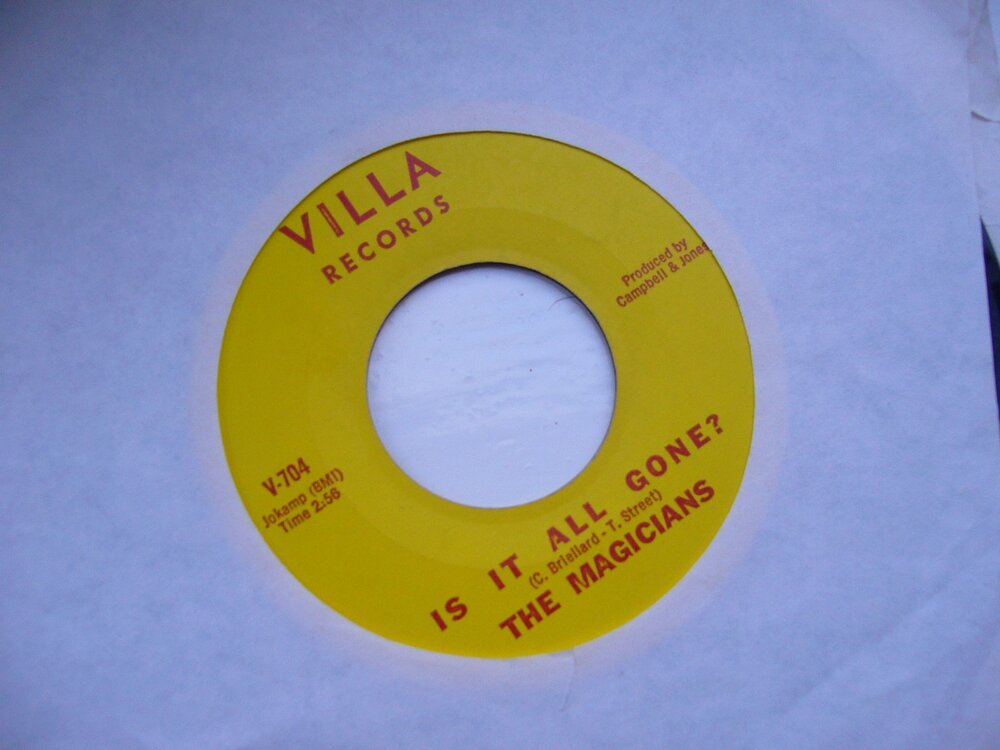 VILLA
RECORDS
Produced by
Campbell & Jones
V-704
Jokamp (BMI)
Time 2:56
IS IT ALL GONE?
(C. Briellard - T. Street)
THE MAGICIANS